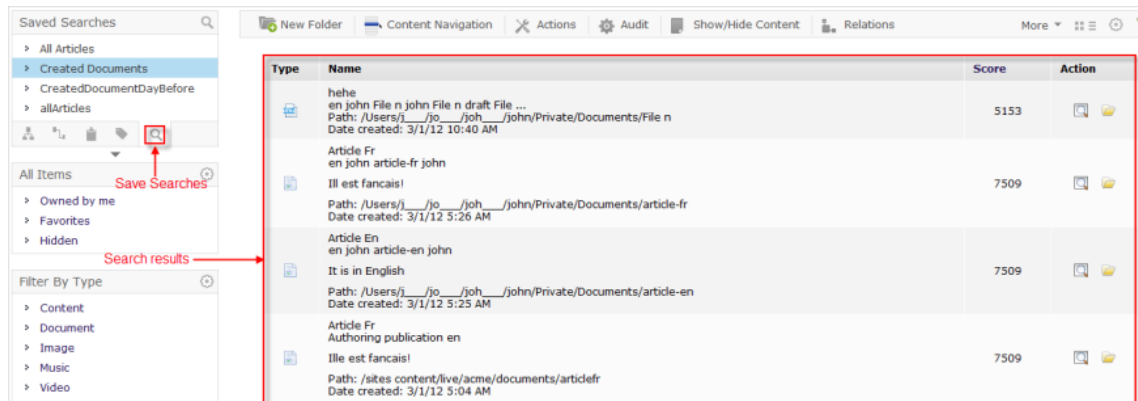 Saved Searches
All Articles
Created Documents
CreatedDocumentDayBefore
allArticles
Save Searches
All Items
Owned by me
Favorites
Hidden
Search results
Filter By Type
Content
Document
Image
Music
Video
New Folder Content Navigation Actions Audit Show/Hide Content Relations More
Type Name Score Action
hehe
en john File n john File n draft File ...
Path: /Users/j___/jo___/joh___/john/Private/Documents/File n
Date created: 3/1/12 10:40 AM
5153
Article Fr
en john article-fr john
Ill est fancais!
Path: /Users/j___/jo___/joh___/john/Private/Documents/article-fr
Date created: 3/1/12 5:26 AM
7509
Article En
en john article-en john
It is in English
Path: /Users/j___/jo___/joh___/john/Private/Documents/article-en
Date created: 3/1/12 5:25 AM
7509
Article Fr
Authoring publication en
Ille est fancais!
Path: /sites content/live/acme/documents/articlefr
Date created: 3/1/12 5:04 AM
7509